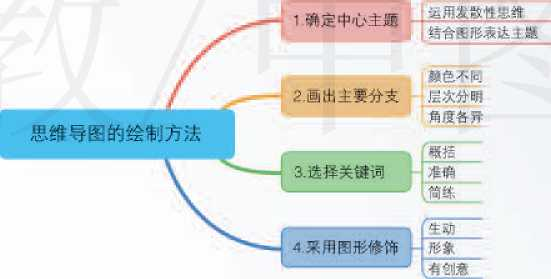 思维导图的绘制方法
1.确定中心主题
运用发散性思维
结合图形表达主题
2.画出主要分支
颜色不同
层次分明
角度各异
3.选择关键词
概括
准确
简练
4.采用图形修饰
生动
形象
有创意